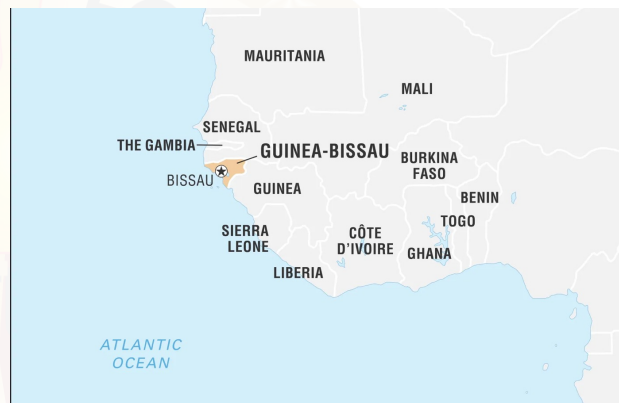 MAURITANIA
MALI
SENEGAL
THE GAMBIA
GUINEA-BISSAU
BISSAU
BURKINA
FASO
GUINEA
BENIN
TOGO
SIERRA
LEONE
CÔTE
D'IVOIRE
GHANA
LIBERIA
ATLANTIC
OCEAN